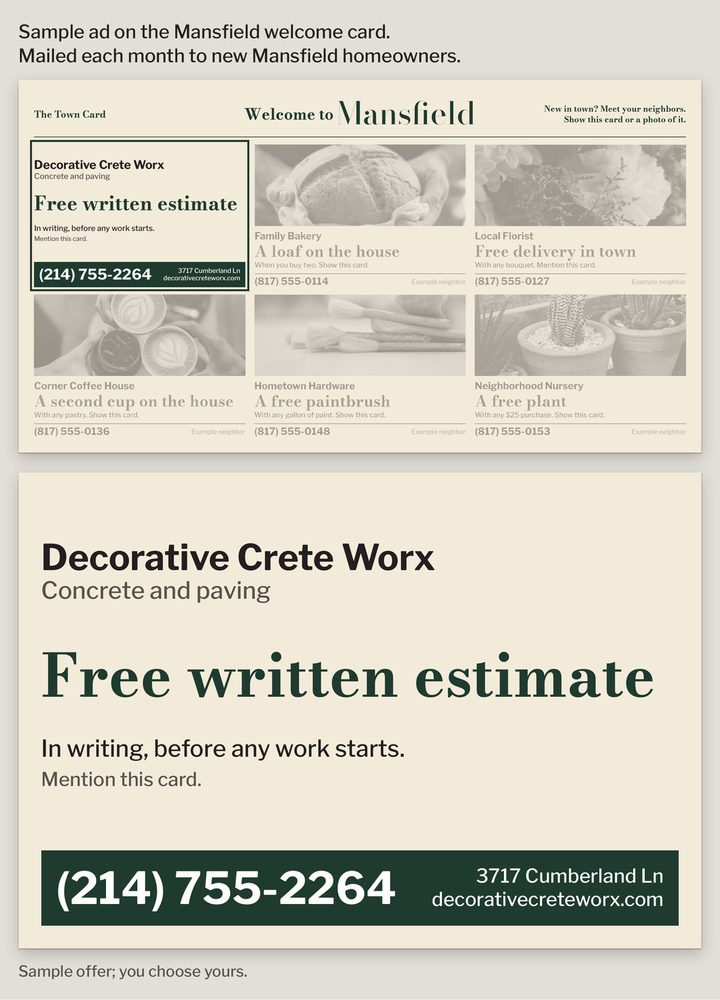 Sample ad on the Mansfield welcome card.
Mailed each month to new Mansfield homeowners.
The Town Card
Welcome to Mansfield
New in town? Meet your neighbors.
Show this card or a photo of it.
Decorative Crete Worx
Concrete and paving
Free written estimate
In writing, before any work starts.
Mention this card.
(214) 755-2264
3717 Cumberland Ln
decorativecreteworx.com
Family Bakery
A loaf on the house
When you buy two. Show this card.
(817) 555-0114
Example neighbor
Local Florist
Free delivery in town
With any bouquet. Mention this card.
(817) 555-0127
Example neighbor
Corner Coffee House
A second cup on the house
With any pastry. Show this card.
(817) 555-0136
Example neighbor
Hometown Hardware
A free paintbrush
With any gallon of paint. Show this card.
(817) 555-0148
Example neighbor
Neighborhood Nursery
A free plant
With any $25 purchase. Show this card.
(817) 555-0153
Example neighbor
Decorative Crete Worx
Concrete and paving
Free written estimate
In writing, before any work starts.
Mention this card.
(214) 755-2264
3717 Cumberland Ln
decorativecreteworx.com
Sample offer; you choose yours.